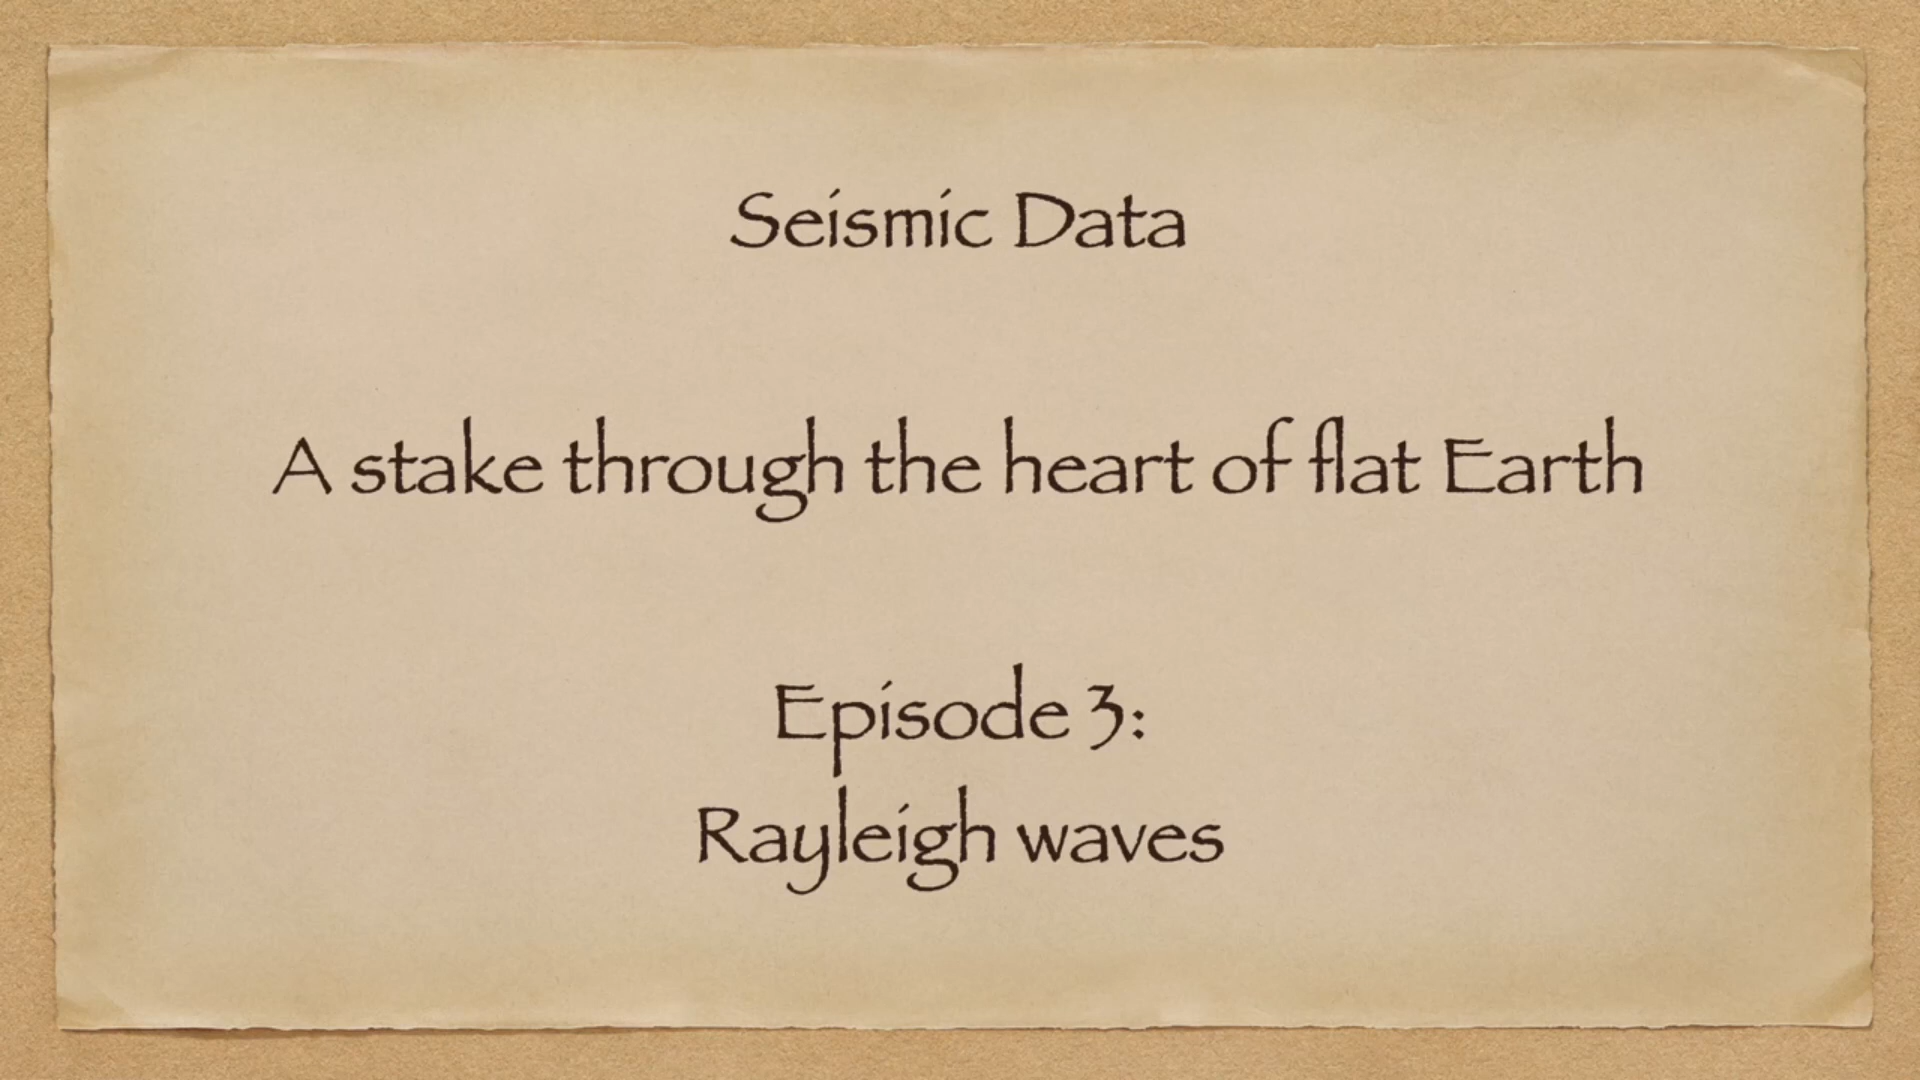 Seismic Data
A stake through the heart of flat Earth
Episode 3:
Rayleigh waves